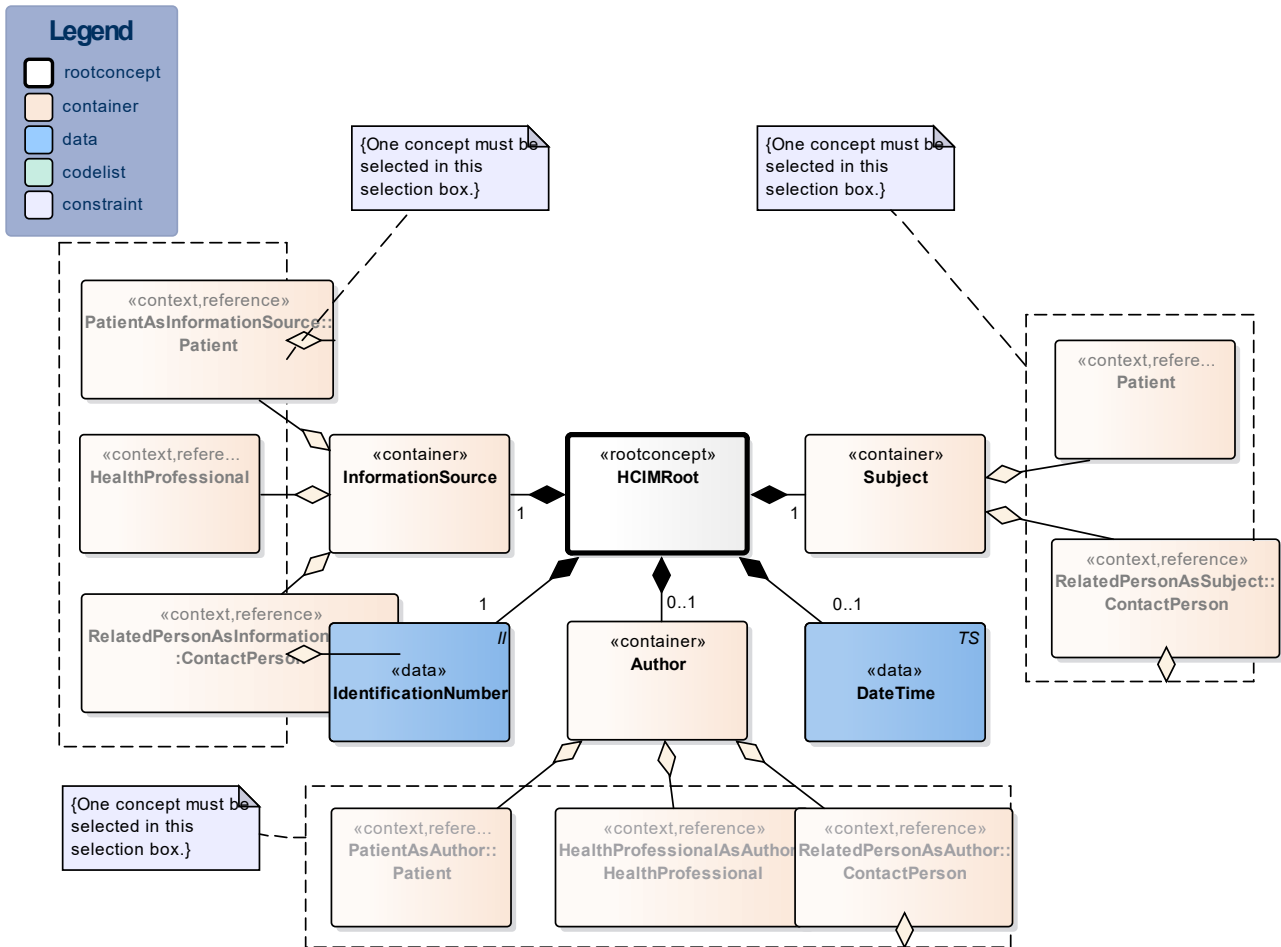 Legend
rootconcept
container
data
codelist
constraint
{One concept must be
selected in this
selection box.}
{One concept must be
selected in this
selection box.}
«context,reference»
PatientAsInformationSource::
Patient
«context,refere...
Patient
«context,refere...
HealthProfessional
«container»
InformationSource
1
«rootconcept»
HCIMRoot
1
«container»
Subject
«context,reference»
RelatedPersonAsSubject::
ContactPerson
1
0..1
0..1
«context,reference»
RelatedPersonAsInformation
:ContactPerson
II
«data»
IdentificationNumber
«container»
Author
TS
«data»
DateTime
{One concept must be
selected in this
selection box.}
«context,refere...
PatientAsAuthor::
Patient
«context,reference»
HealthProfessionalAsAuthor
HealthProfessional
«context,reference»
RelatedPersonAsAuthor::
ContactPerson